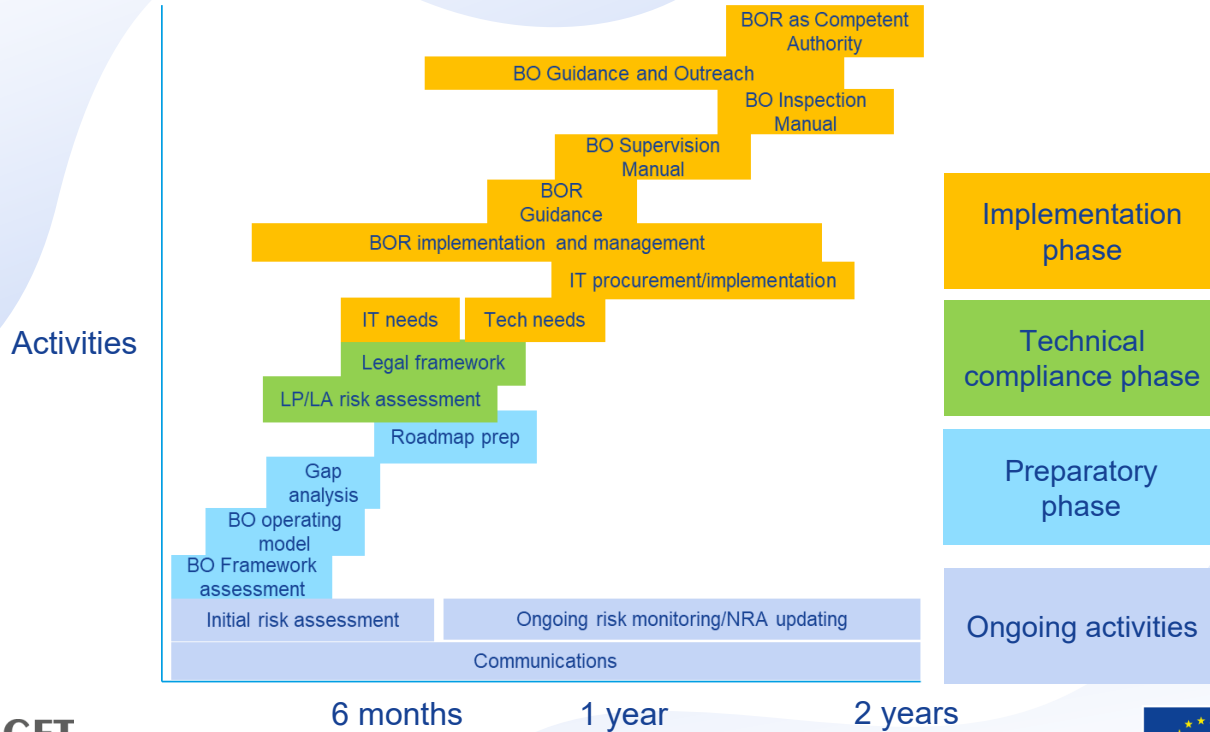 BOR as Competent
Authority
BO Guidance and Outreach
BO Inspection
Manual
BO Supervision
Manual
BOR
Guidance
BOR implementation and management
IT procurement/implementation
IT needs
Tech needs
Legal framework
LP/LA risk assessment
Roadmap prep
Gap
analysis
BO operating
model
BO Framework
assessment
Initial risk assessment
Ongoing risk monitoring/NRA updating
Communications
Activities
Implementation
phase
Technical
compliance phase
Preparatory
phase
Ongoing activities
6 months
1 year
2 years